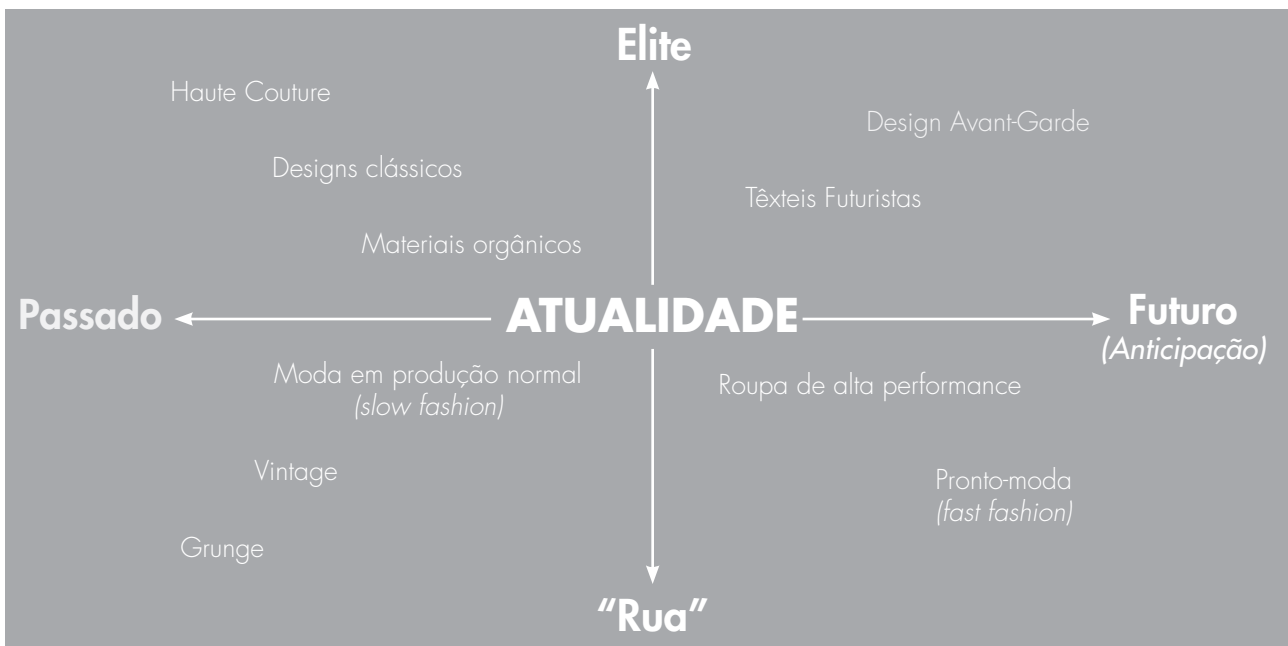 Elite
Haute Couture
Design Avant-Garde
Designs clássicos
Têxteis Futuristas
Materiais orgânicos
Passado
ATUALIDADE
Futuro
(Anticipação)
Moda em produção normal
(slow fashion)
Roupa de alta performance
Vintage
Pronto-moda
(fast fashion)
Grunge
“Rua”